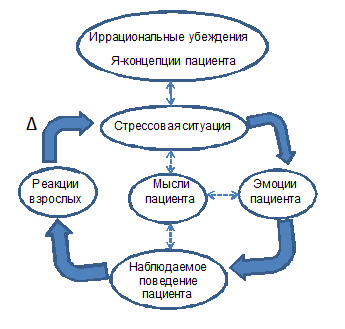 Иррациональные убеждения
Я-концепции пациента
Δ
Стрессовая ситуация
Реакции
взрослых
Мысли
пациента
Эмоции
пациента
Наблюдаемое
поведение
пациента